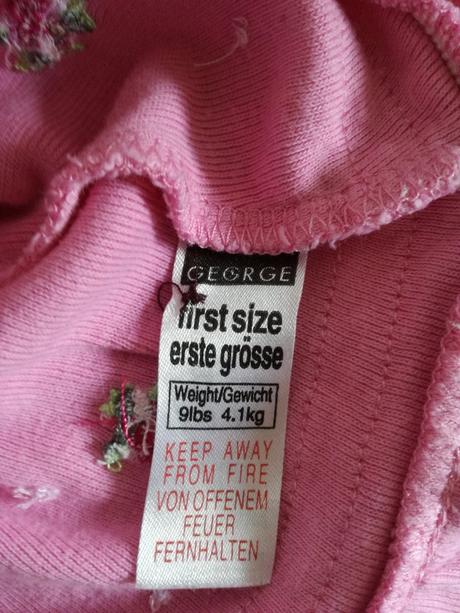 GEORGE
first size
erste grösse
Weight/Gewicht
9lbs 4.1kg
KEEP AWAY
FROM FIRE
VON OFFENEM
FEUER
FERNHALTEN